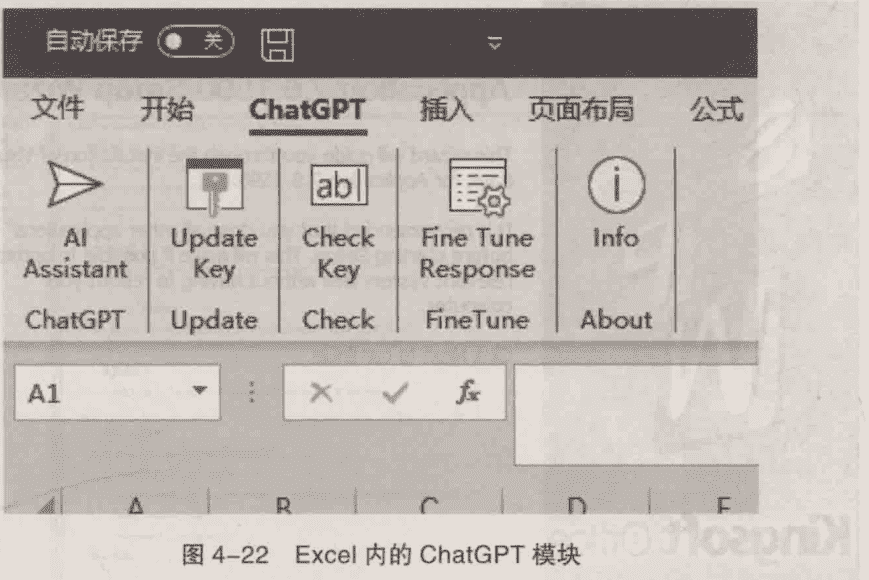 自动保存 关
文件 开始 ChatGPT 插入 页面布局 公式
AI Assistant
Update Key
Check Key
Fine Tune Response
Info
ChatGPT Update Check FineTune About
A1 fx
A B C D E
图 4-22 Excel 内的 ChatGPT 模块